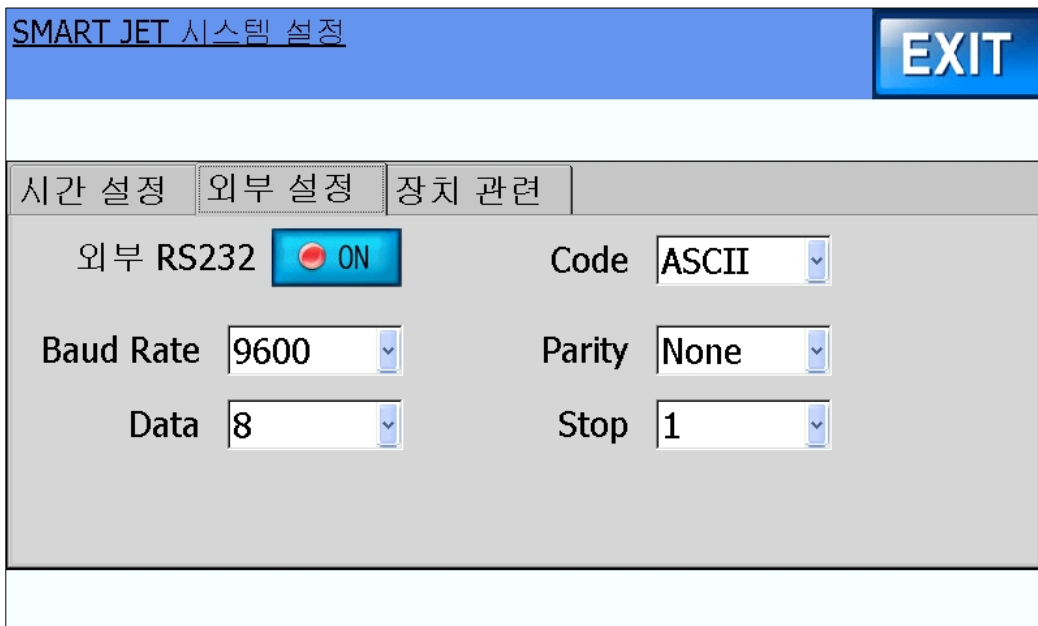 SMART JET 시스템 설정
EXIT
시간 설정 외부 설정 장치 관련
외부 RS232 ON Code ASCII
Baud Rate 9600 Parity None
Data 8 Stop 1